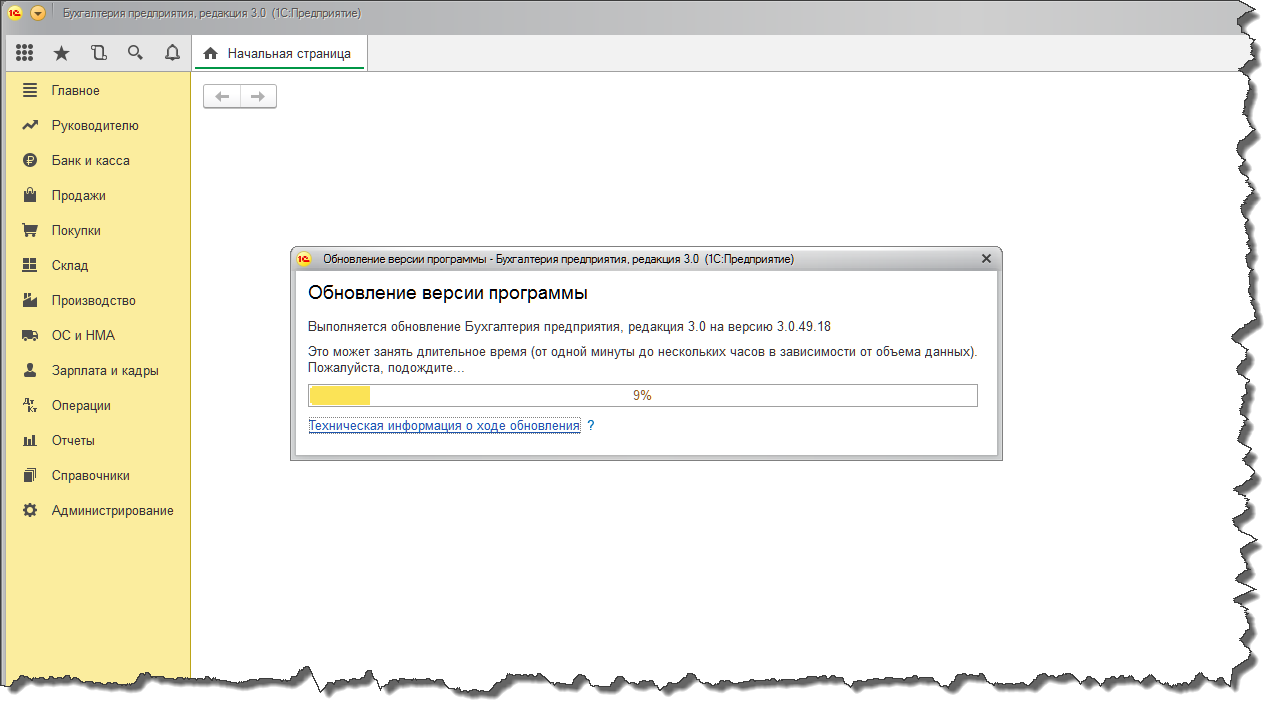 Бухгалтерия предприятия, редакция 3.0 (1С:Предприятие)
Начальная страница
Главное
Руководителю
Банк и касса
Продажи
Покупки
Склад
Производство
ОС и НМА
Зарплата и кадры
Операции
Отчеты
Справочники
Администрирование
Обновление версии программы - Бухгалтерия предприятия, редакция 3.0 (1С:Предприятие)
Обновление версии программы
Выполняется обновление Бухгалтерия предприятия, редакция 3.0 на версию 3.0.49.18
Это может занять длительное время (от одной минуты до нескольких часов в зависимости от объема данных).
Пожалуйста, подождите...
9%
Техническая информация о ходе обновления ?